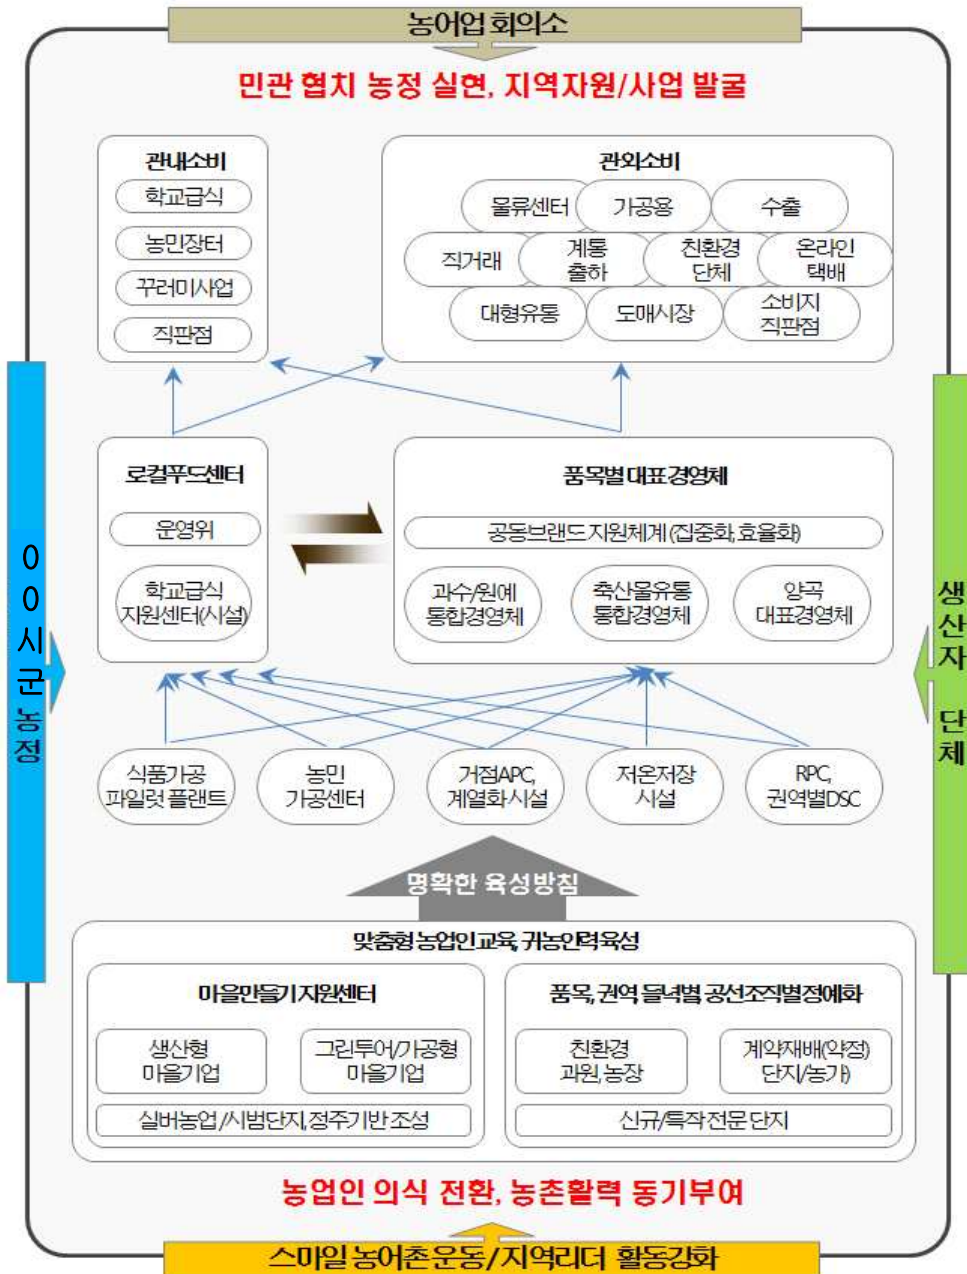 농어업 회의소
민관 협치 농정 실현, 지역자원/사업 발굴
관내소비
학교급식
농민장터
꾸러미사업
직판점
관외소비
물류센터
가공용
수출
직거래
계통
출하
친환경
단체
온라인
택배
대형유통
도매시장
소비지
직판점
로컬푸드센터
운영위
학교급식
지원센터(시설)
품목별 대표 경영체
공동브랜드 지원체계 (집중화, 효율화)
과수/원예
통합경영체
축산물유통
통합경영체
양곡
대표경영체
00시군 농정
생산자 단체
식품가공
파일럿 플랜트
농민
가공센터
거점APC,
계열화 시설
저온저장
시설
RPC,
권역별DSC
명확한 육성방침
맞춤형 농업인교육, 귀농인력 육성
마을만들기 지원센터
생산형
마을기업
그린투어/가공형
마을기업
실버농업/시범단지, 정주기반 조성
품목, 권역, 들녘별, 공선조직별 정예화
친환경
과원, 농장
계약재배(약정)
단지/농가)
신규/특작 전문 단지
농업인 의식 전환, 농촌활력 동기부여
스마일 농어촌 운동/지역리더 활동강화